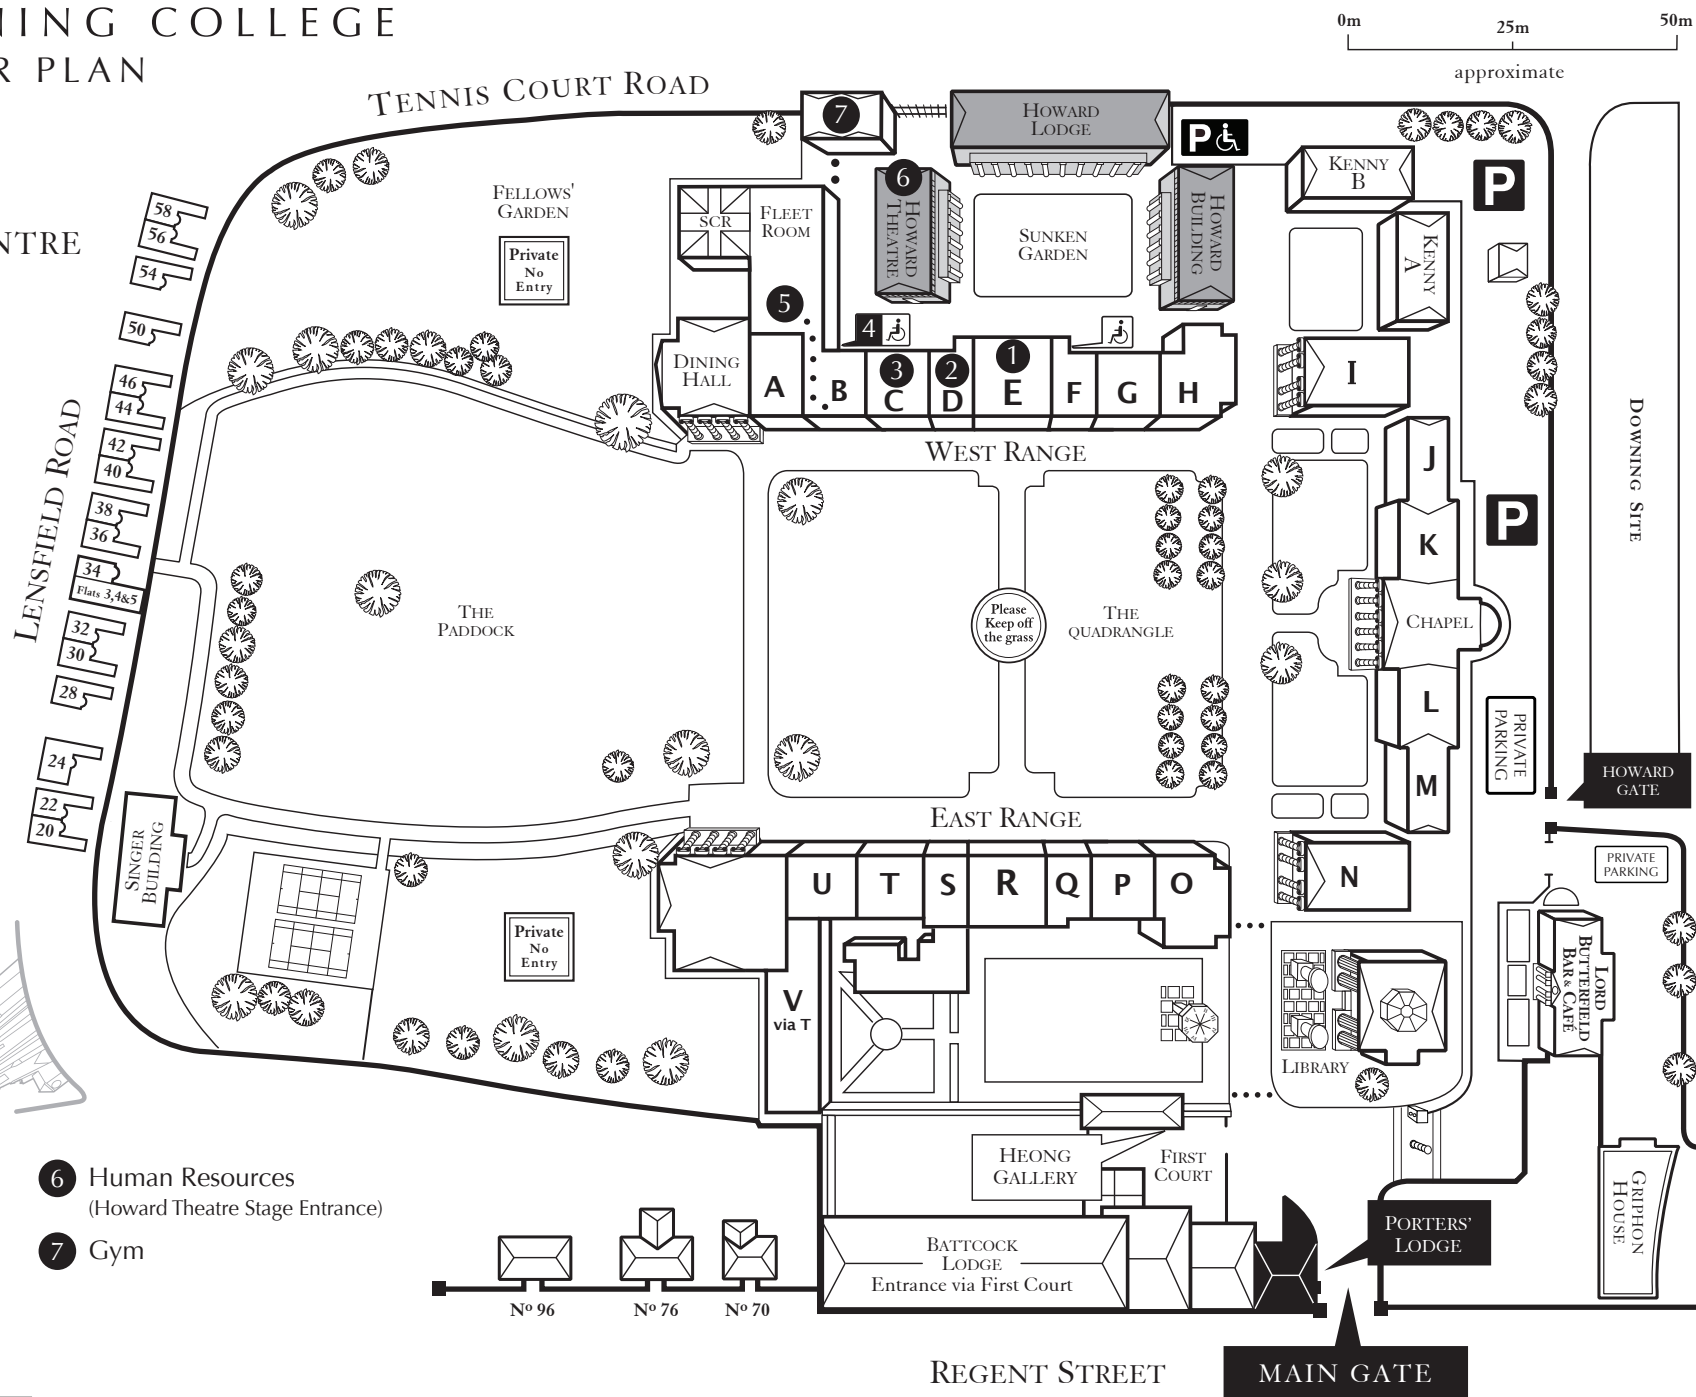 NING COLLEGE
R PLAN
NTRE
0m
25m
50m
approximate
TENNIS COURT ROAD
7
HOWARD
LODGE
P
KENNY
B
P
FELLOWS'
GARDEN
Private
No
Entry
SCR
FLEET
ROOM
6
HOWARD
THEATRE
SUNKEN
GARDEN
HOWARD
BUILDING
KENNY
A
58
56
54
50
46
44
42
40
38
36
34
Flats 3,4&5
32
30
28
24
22
20
LENSFIELD ROAD
5
4
DINING
HALL
A
B
3
C
2
D
1
E
F
G
H
I
WEST RANGE
J
K
P
DOWNING SITE
THE
PADDOCK
Please
Keep off
the grass
THE
QUADRANGLE
CHAPEL
L
M
PRIVATE
PARKING
HOWARD
GATE
EAST RANGE
SINGER
BUILDING
U
T
S
R
Q
P
O
N
PRIVATE
PARKING
Private
No
Entry
V
via T
LORD
BUTTERFIELD
BAR & CAFÉ
LIBRARY
HEONG
GALLERY
FIRST
COURT
GRIPHON
HOUSE
6 Human Resources
(Howard Theatre Stage Entrance)
7 Gym
PORTERS'
LODGE
BATTCOCK
LODGE
Entrance via First Court
Nº 96
Nº 76
Nº 70
REGENT STREET
MAIN GATE